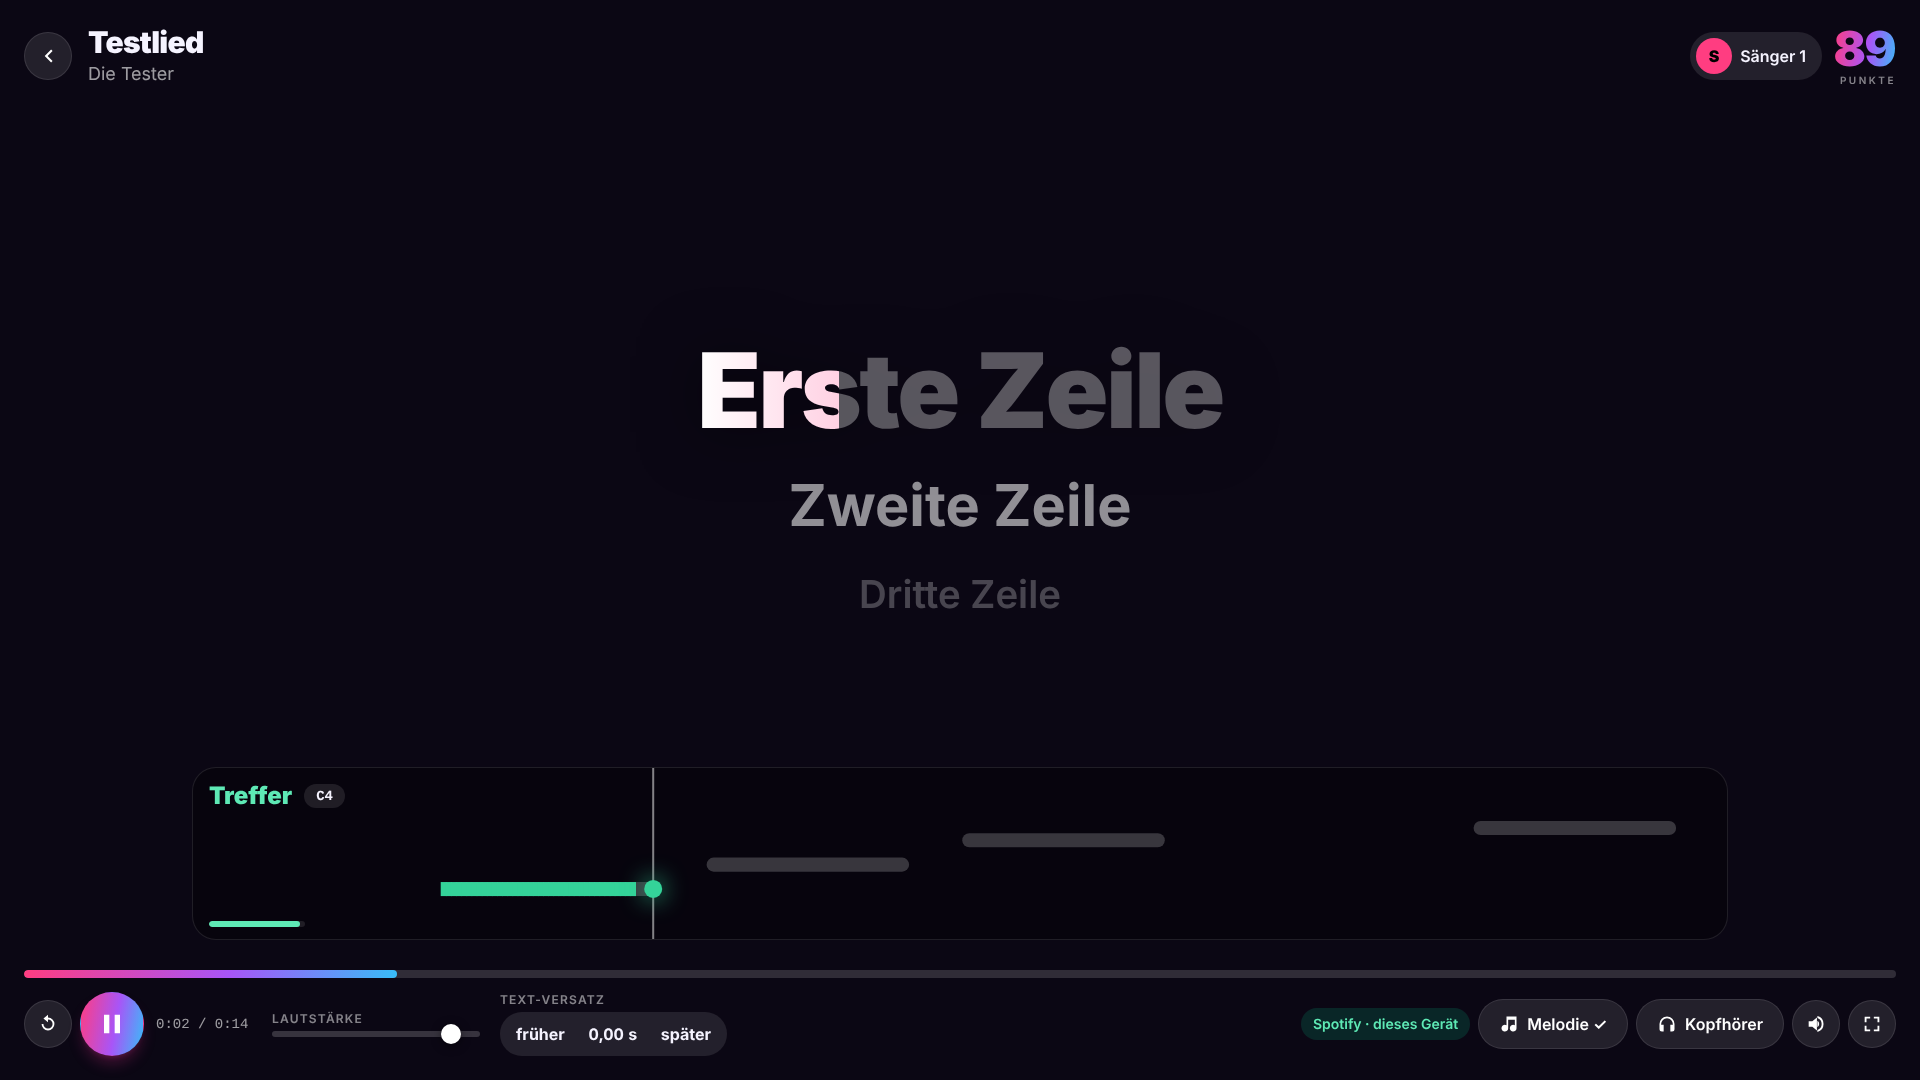 Testlied
Die Tester
S Sänger 1
89
PUNKTE
Erste Zeile
Zweite Zeile
Dritte Zeile
Treffer C4
0:02 / 0:14
LAUTSTÄRKE
TEXT-VERSATZ
früher 0,00 s später
Spotify · dieses Gerät
Melodie ✓
Kopfhörer